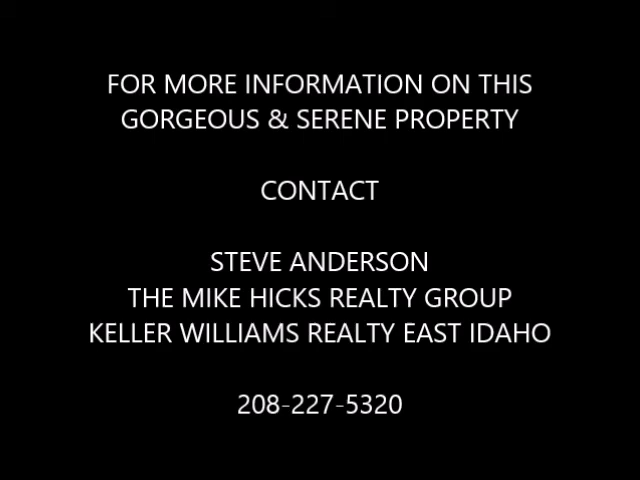 FOR MORE INFORMATION ON THIS
GORGEOUS & SERENE PROPERTY
CONTACT
STEVE ANDERSON
THE MIKE HICKS REALTY GROUP
KELLER WILLIAMS REALTY EAST IDAHO
208-227-5320